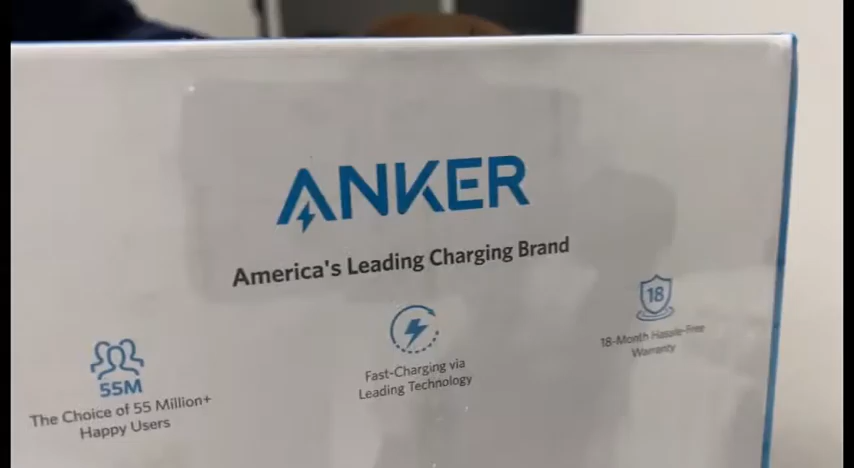 ANKER
America's Leading Charging Brand
18
18-Month Hassle-Free
Warranty
Fast-Charging via
Leading Technology
55M
The Choice of 55 Million+
Happy Users